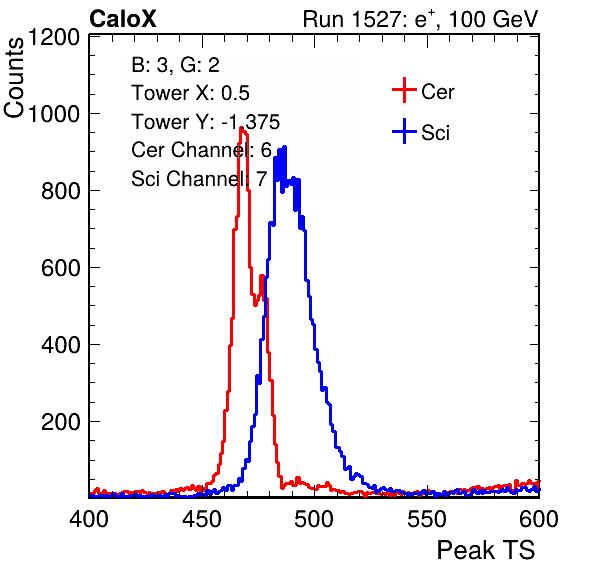 CaloX Run 1527: e+, 100 GeV
Counts
B: 3, G: 2
Tower X: 0.5
Tower Y: -1.375
Cer Channel: 6
Sci Channel: 7
Cer
Sci
1200
1000
800
600
400
200
400 450 500 550 600
Peak TS